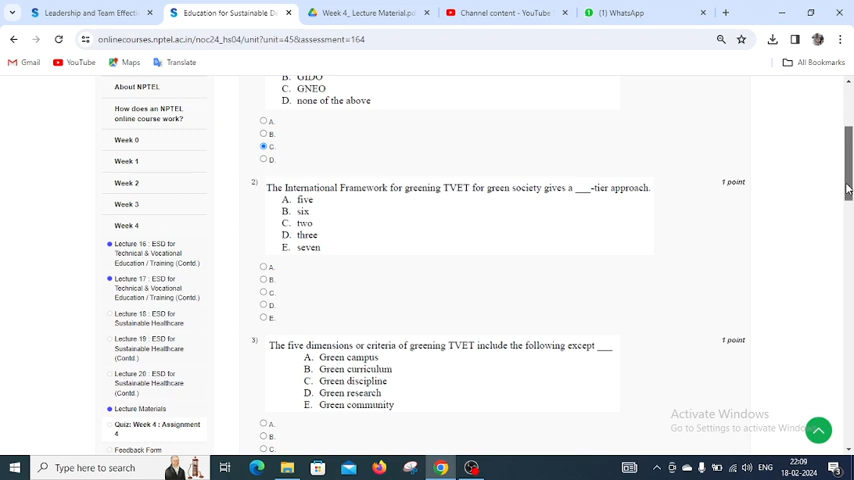 Leadership and Team Effecti
Education for Sustainable De
Week 4_ Lecture Material.pd
Channel content - YouTube
(1) WhatsApp
onlinecourses.nptel.ac.in/noc24_hs04/unit?unit=45&assessment=164
Gmail
YouTube
Maps
Translate
All Bookmarks
About NPTEL
How does an NPTEL
online course work?
Week 0
Week 1
Week 2
Week 3
Week 4
Lecture 16 : ESD for
Technical & Vocational
Education / Training (Contd.)
Lecture 17 : ESD for
Technical & Vocational
Education / Training (Contd.)
Lecture 18 : ESD for
Sustainable Healthcare
Lecture 19 : ESD for
Sustainable Healthcare
(Contd.)
Lecture 20 : ESD for
Sustainable Healthcare
(Contd.)
Lecture Materials
Quiz: Week 4 : Assignment
4
Feedback Form
B. GIDO
C. GNEO
D. none of the above
A.
B.
C.
D.
2) The International Framework for greening TVET for green society gives a ___-tier approach. 1 point
A. five
B. six
C. two
D. three
E. seven
A.
B.
C.
D.
E.
3) The five dimensions or criteria of greening TVET include the following except ___ 1 point
A. Green campus
B. Green curriculum
C. Green discipline
D. Green research
E. Green community
A.
B.
C.
Activate Windows
Go to Settings to activate Windo
Type here to search
ENG
22:09
18-02-2024
3